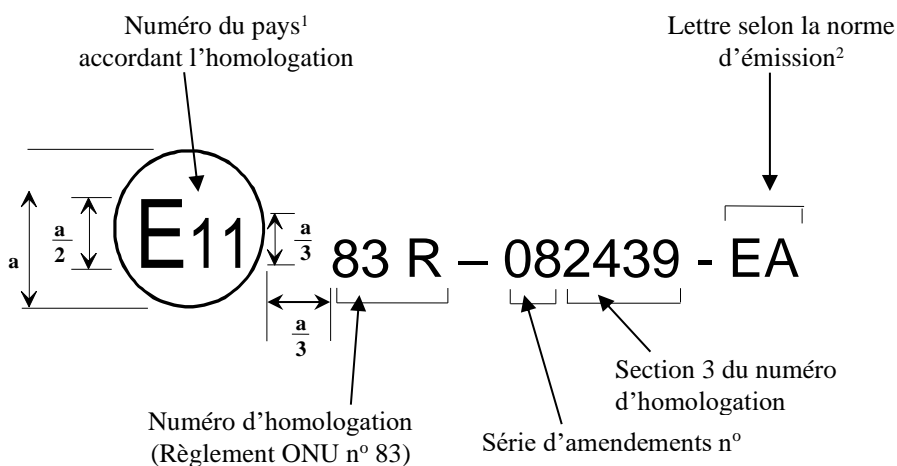 Numéro du pays¹
accordant l’homologation
Lettre selon la norme
d’émission²
a
a
2
E11
a
3
83 R – 082439 - EA
a
3
Section 3 du numéro
d’homologation
Numéro d’homologation
(Règlement ONU nº 83)
Série d’amendements nº